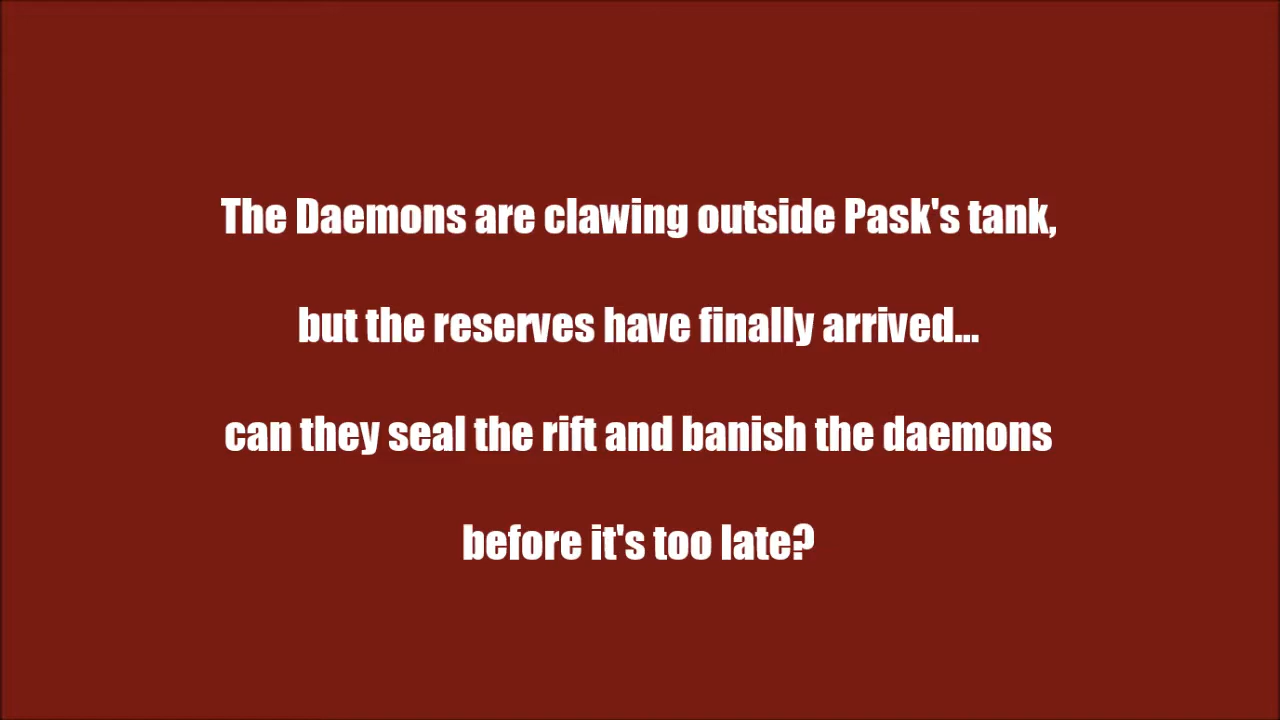 The Daemons are clawing outside Pask's tank,
but the reserves have finally arrived...
can they seal the rift and banish the daemons
before it's too late?